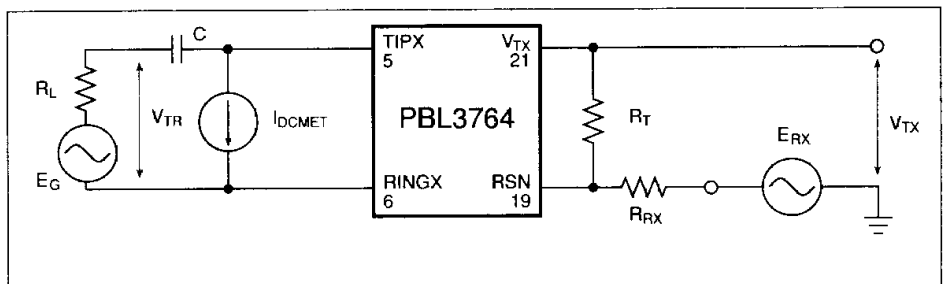 C
TIPX
5
VTX
21
RL
VTR
IDCMET
PBL3764
RT
ERX
VTX
EG
RINGX
6
RSN
19
RRX